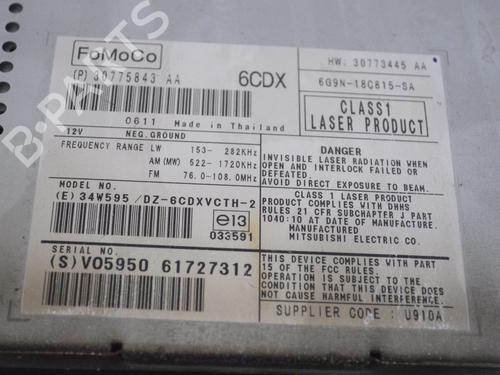 FoMoCo
(P) 30775843 AA
6CDX
HW: 30773445 AA
6G9N-18C815-SA
CLASS1
LASER PRODUCT
0611 Made in Thailand
12V NEG.GROUND
FREQUENCY RANGE LW 153- 282KHz
AM(MW) 522-1720KHz
FM 76.0-108.0MHz
MODEL NO.
(E) 34W595 /DZ-6CDXVCTH-2
e13
033591
SERIAL NO.
(S) VO5950 61727312
DANGER
INVISIBLE LASER RADIATION WHEN
OPEN AND INTERLOCK FAILED OR
DEFEATED.
AVOID DIRECT EXPOSURE TO BEAM.
CLASS 1 LASER PRODUCT
PRODUCT COMPLIES WITH DHHS
RULES 21 CFR SUBCHAPTER J PART
1040:10 AT DATE OF MANUFACTURE.
MANUFACTURED
MITSUBISHI ELECTRIC CO.
THIS DEVICE COMPLIES WITH PART
15 OF THE FCC RULES.
OPERATION IS SUBJECT TO THE
CONDITION THAT THIS DEVICE DOES
NOT CAUSE HARMFUL INTERFERENCE.
SUPPLIER CODE : U910A
B-PARTS